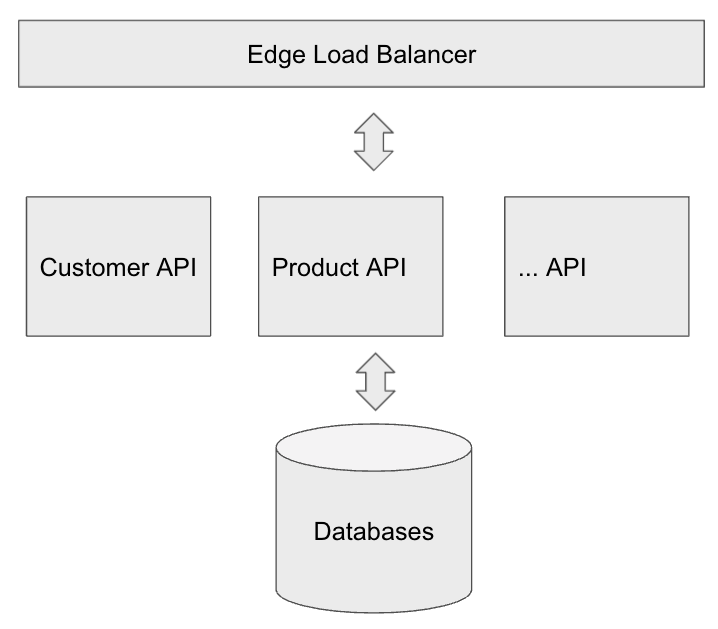 Edge Load Balancer
Customer API
Product API
... API
Databases